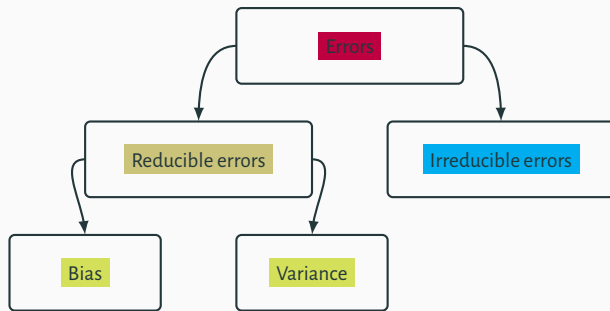 Errors
Reducible errors
Irreducible errors
Bias
Variance